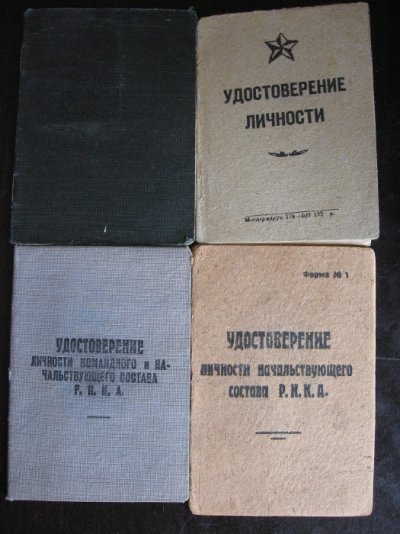 УДОСТОВЕРЕНИЕ
ЛИЧНОСТИ
УДОСТОВЕРЕНИЕ
ЛИЧНОСТИ КОМАНДНОГО И НА-
ЧАЛЬСТВУЮЩЕГО СОСТАВА
Р. К. К. А.
Форма № 1
УДОСТОВЕРЕНИЕ
личности начальствующего
состава Р. К. К. А.